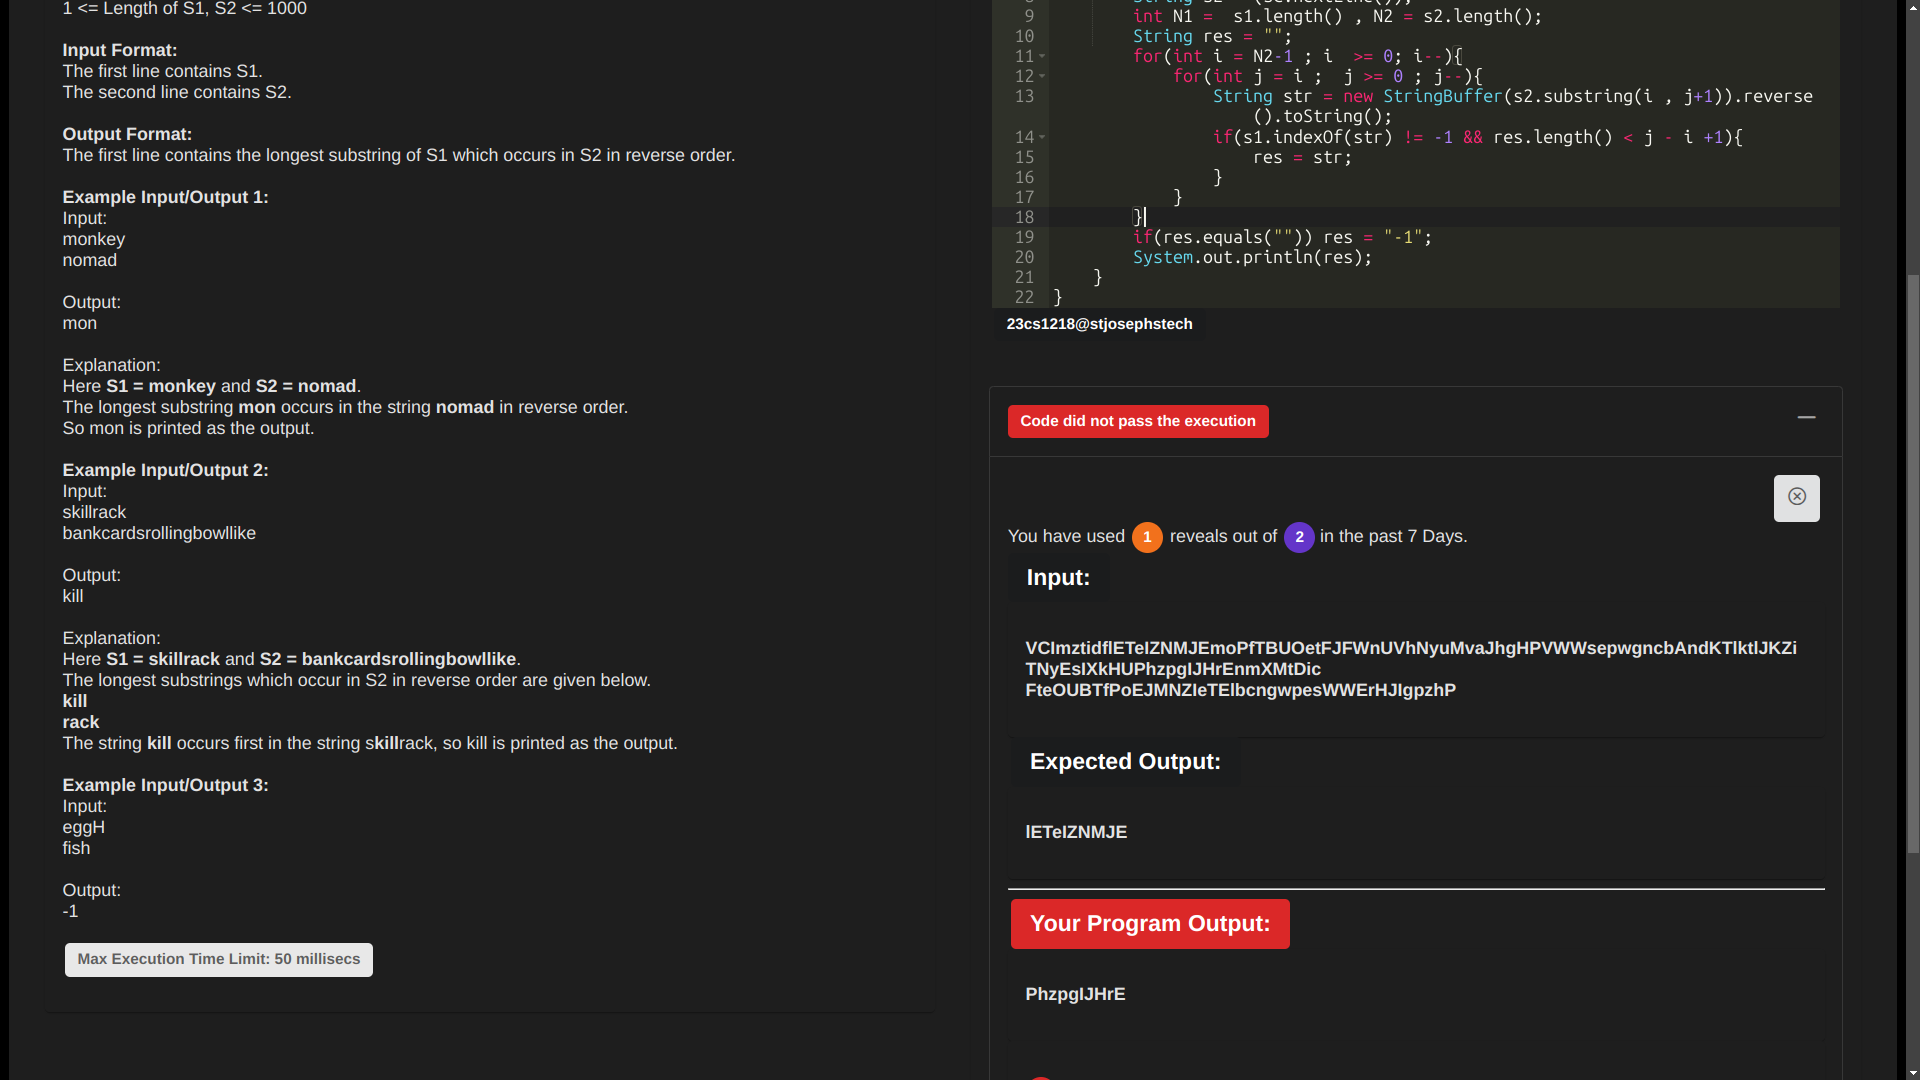 1 <= Length of S1, S2 <= 1000
Input Format:
The first line contains S1.
The second line contains S2.
Output Format:
The first line contains the longest substring of S1 which occurs in S2 in reverse order.
Example Input/Output 1:
Input:
monkey
nomad
Output:
mon
Explanation:
Here S1 = monkey and S2 = nomad.
The longest substring mon occurs in the string nomad in reverse order.
So mon is printed as the output.
Example Input/Output 2:
Input:
skillrack
bankcardsrollingbowllike
Output:
kill
Explanation:
Here S1 = skillrack and S2 = bankcardsrollingbowllike.
The longest substrings which occur in S2 in reverse order are given below.
kill
rack
The string kill occurs first in the string skillrack, so kill is printed as the output.
Example Input/Output 3:
Input:
eggH
fish
Output:
-1
Max Execution Time Limit: 50 millisecs
9 int N1 = s1.length() , N2 = s2.length();
10 String res = "";
11 for(int i = N2-1 ; i >= 0; i--){
12 for(int j = i ; j >= 0 ; j--){
13 String str = new StringBuffer(s2.substring(i , j+1)).reverse
().toString();
14 if(s1.indexOf(str) != -1 && res.length() < j - i +1){
15 res = str;
16 }
17 }
18 }
19 if(res.equals("")) res = "-1";
20 System.out.println(res);
21 }
22 }
23cs1218@stjosephstech
Code did not pass the execution
You have used 1 reveals out of 2 in the past 7 Days.
Input:
VCImztidflETeIZNMJEmoPfTBUOetFJFWnUVhNyuMvaJhgHPVWWsepwgncbAndKTlktlJKZi
TNyEsIXkHUPhzpgIJHrEnmXMtDic
FteOUBTfPoEJMNZIeTElbcngwpesWWErHJIgpzhP
Expected Output:
lETeIZNMJE
Your Program Output:
PhzpgIJHrE